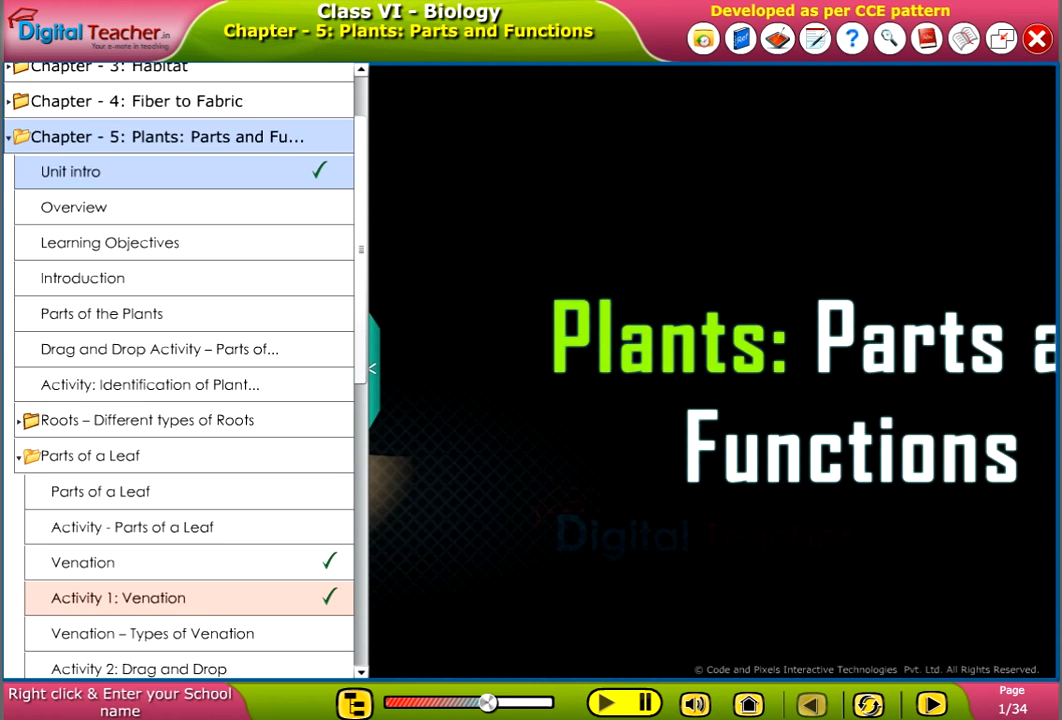 Digital Teacher.in
Your e-mate in teaching
Class VI - Biology
Chapter - 5: Plants: Parts and Functions
Developed as per CCE pattern
Chapter - 3: Habitat
Chapter - 4: Fiber to Fabric
Chapter - 5: Plants: Parts and Fu...
Unit intro
Overview
Learning Objectives
Introduction
Parts of the Plants
Drag and Drop Activity – Parts of...
Activity: Identification of Plant...
Roots – Different types of Roots
Parts of a Leaf
Parts of a Leaf
Activity - Parts of a Leaf
Venation
Activity 1: Venation
Venation – Types of Venation
Activity 2: Drag and Drop
Plants: Parts a
Functions
Digital Teacher
© Code and Pixels Interactive Technologies Pvt. Ltd. All Rights Reserved.
Right click & Enter your School
name
Page
1/34